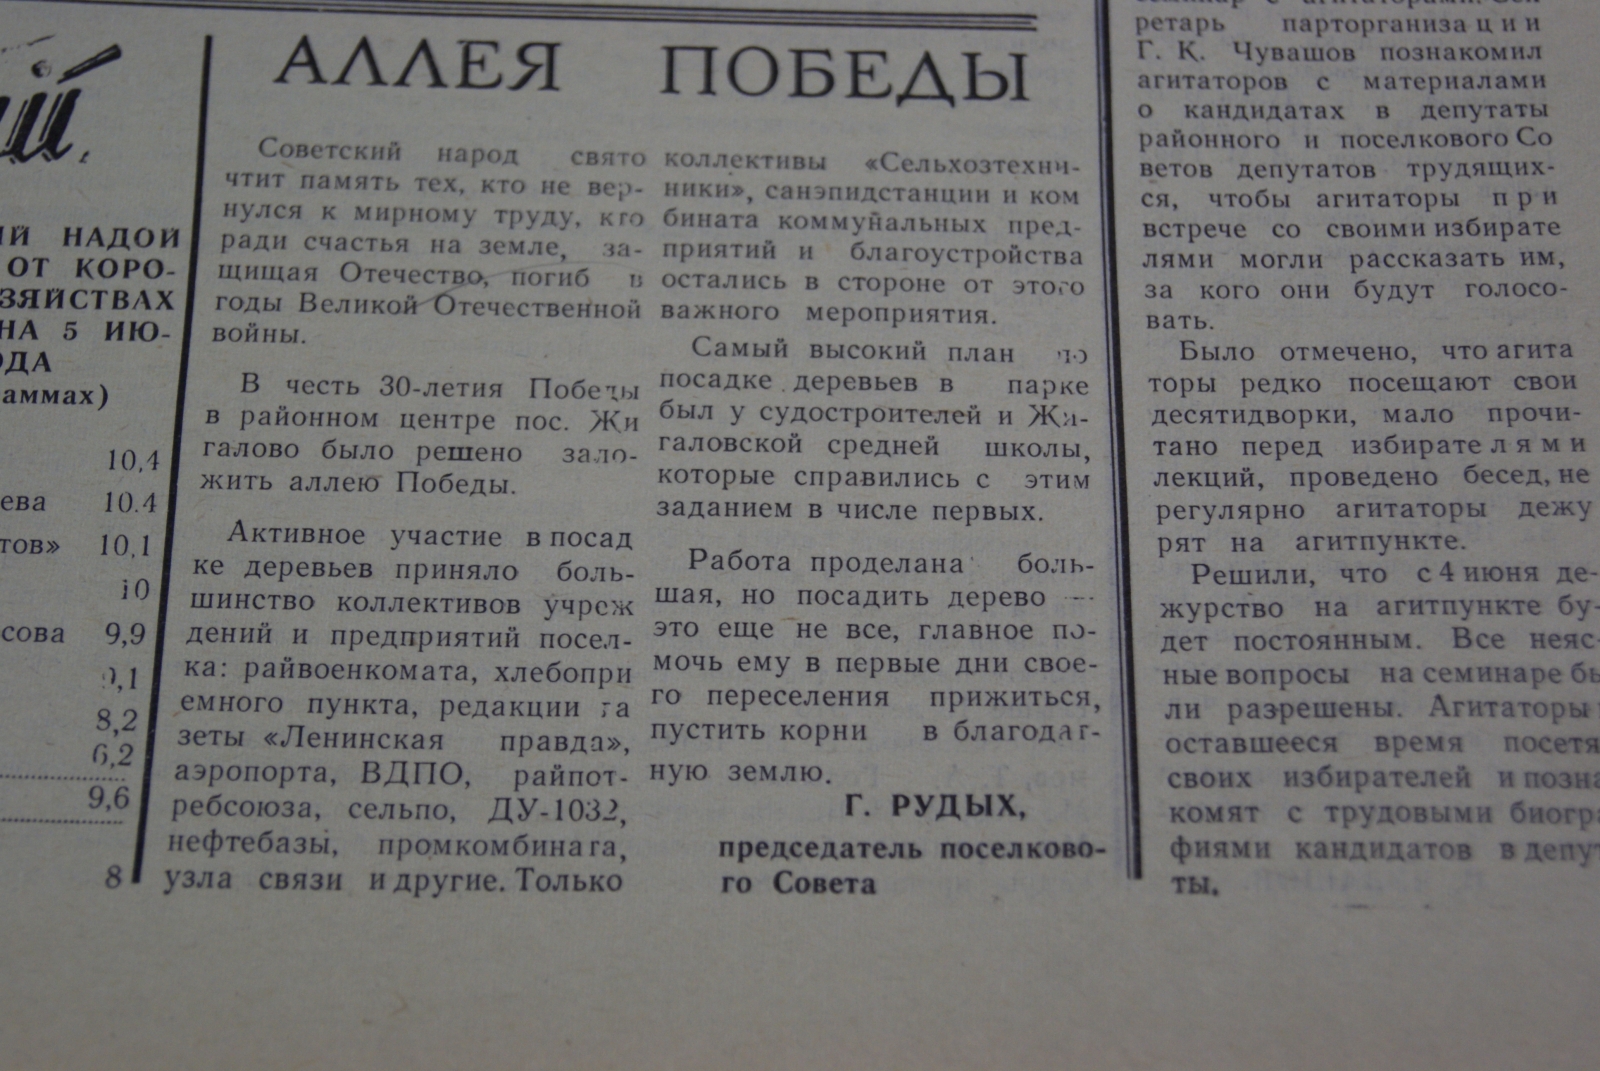 ИЙ НАДОЙ
ОТ КОРО-
ЗЯЙСТВАХ
НА 5 ИЮ-
ОДА
аммах)
10,4
ева 10.4
тов» 10,1
10
сова 9,9
9,1
8,2
6,2
9,6
8
АЛЛЕЯ ПОБЕДЫ
Советский народ свято
чтит память тех, кто не вер-
нулся к мирному труду, кто
ради счастья на земле, за-
щищая Отечество, погиб в
годы Великой Отечественной
войны.
В честь 30-летия Победы
в районном центре пос. Жи
галово было решено зало-
жить аллею Победы.
Активное участие в посад
ке деревьев приняло боль-
шинство коллективов учреж
дений и предприятий посел-
ка: райвоенкомата, хлебопри
емного пункта, редакции га
зеты «Ленинская правда»,
аэропорта, ВДПО, райпот-
ребсоюза, сельпо, ДУ-1032,
нефтебазы, промкомбината,
узла связи и другие. Только
коллективы «Сельхозтехни-
ники», санэпидстанции и ком
бината коммунальных пред-
приятий и благоустройства
остались в стороне от этого
важного мероприятия.
Самый высокий план по
посадке деревьев в парке
был у судостроителей и Жи-
галовской средней школы,
которые справились с этим
заданием в числе первых.
Работа проделана боль-
шая, но посадить дерево —
это еще не все, главное по-
мочь ему в первые дни свое-
го переселения прижиться,
пустить корни в благодат-
ную землю.
Г. РУДЫХ,
председатель поселково-
го Совета
ретарь парторганизации
Г. К. Чувашов познакомил
агитаторов с материалами
о кандидатах в депутаты
районного и поселкового Со
ветов депутатов трудящих-
ся, чтобы агитаторы при
встрече со своими избирате
лями могли рассказать им,
за кого они будут голосо-
вать.
Было отмечено, что агита
торы редко посещают свои
десятидворки, мало прочи-
тано перед избирателями
лекций, проведено бесед, не
регулярно агитаторы дежу
рят на агитпункте.
Решили, что с 4 июня де-
журство на агитпункте бу-
дет постоянным. Все неяс-
ные вопросы на семинаре бы
ли разрешены. Агитаторы
оставшееся время посетя
своих избирателей и позна
комят с трудовыми биогра
фиями кандидатов в депут
ты.